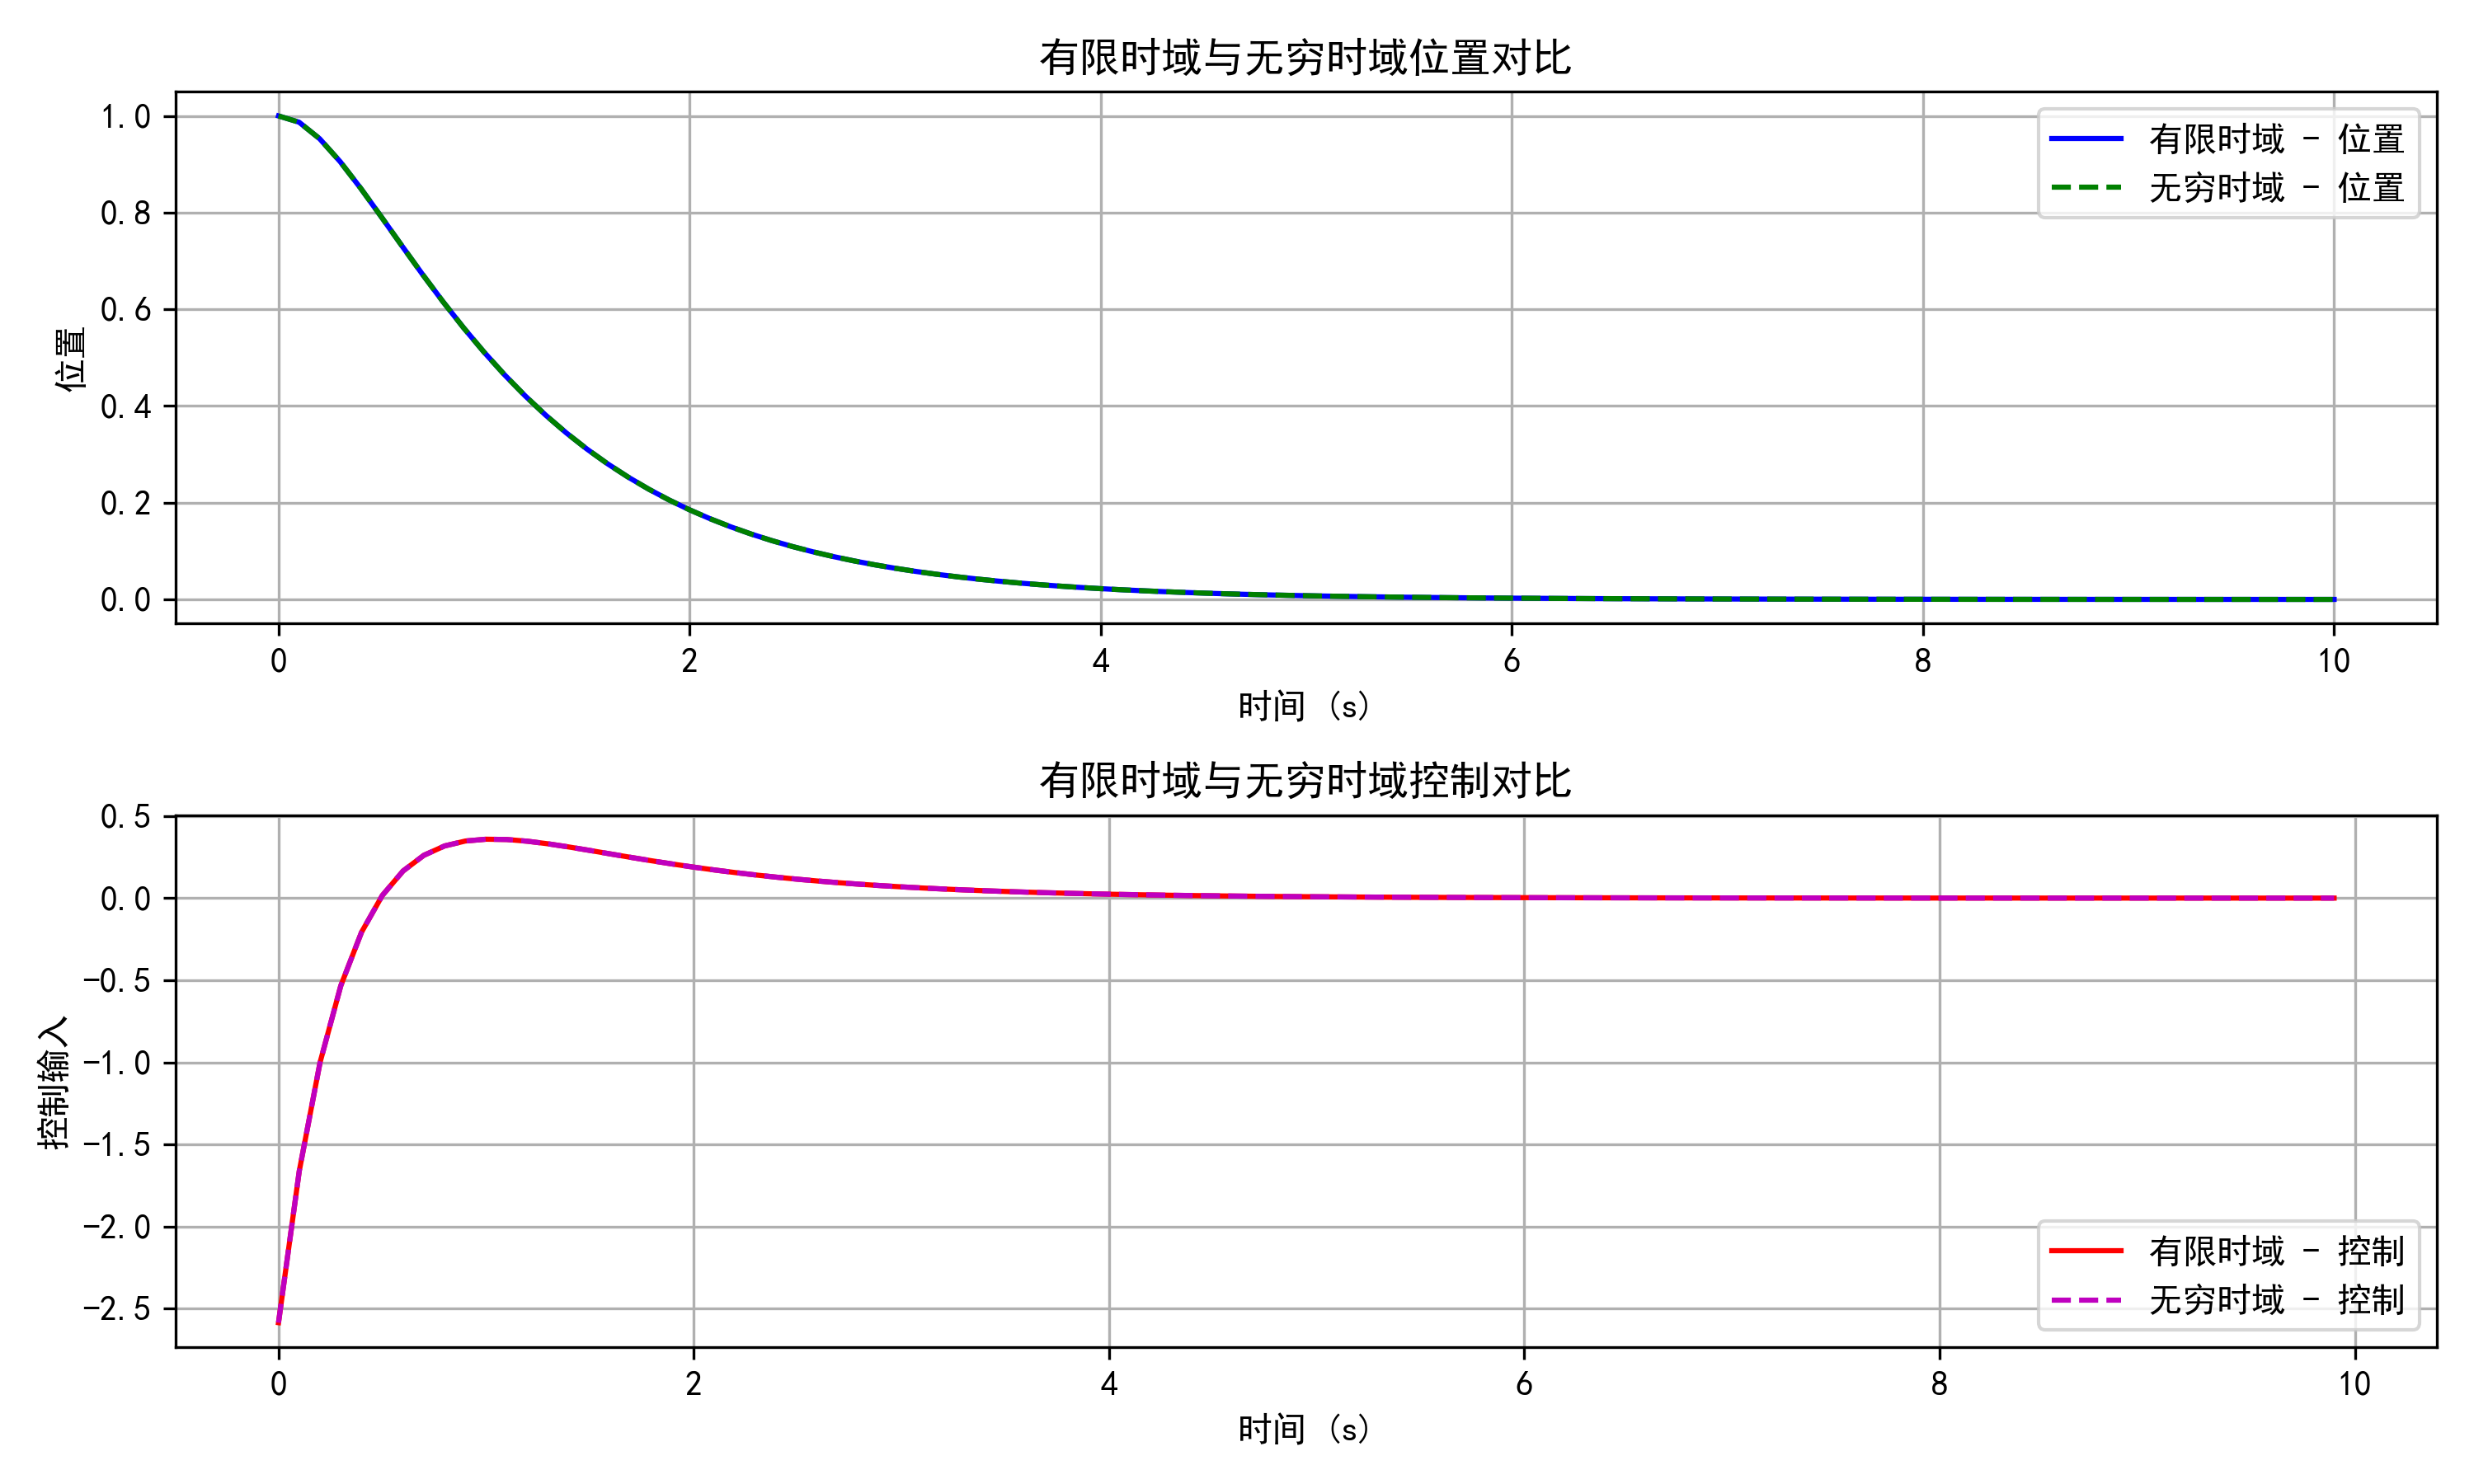 有限时域与无穷时域位置对比
有限时域 - 位置
无穷时域 - 位置
位置
1.0
0.8
0.6
0.4
0.2
0.0
0 2 4 6 8 10
时间 (s)
有限时域与无穷时域控制对比
控制输入
0.5
0.0
-0.5
-1.0
-1.5
-2.0
-2.5
有限时域 - 控制
无穷时域 - 控制
0 2 4 6 8 10
时间 (s)